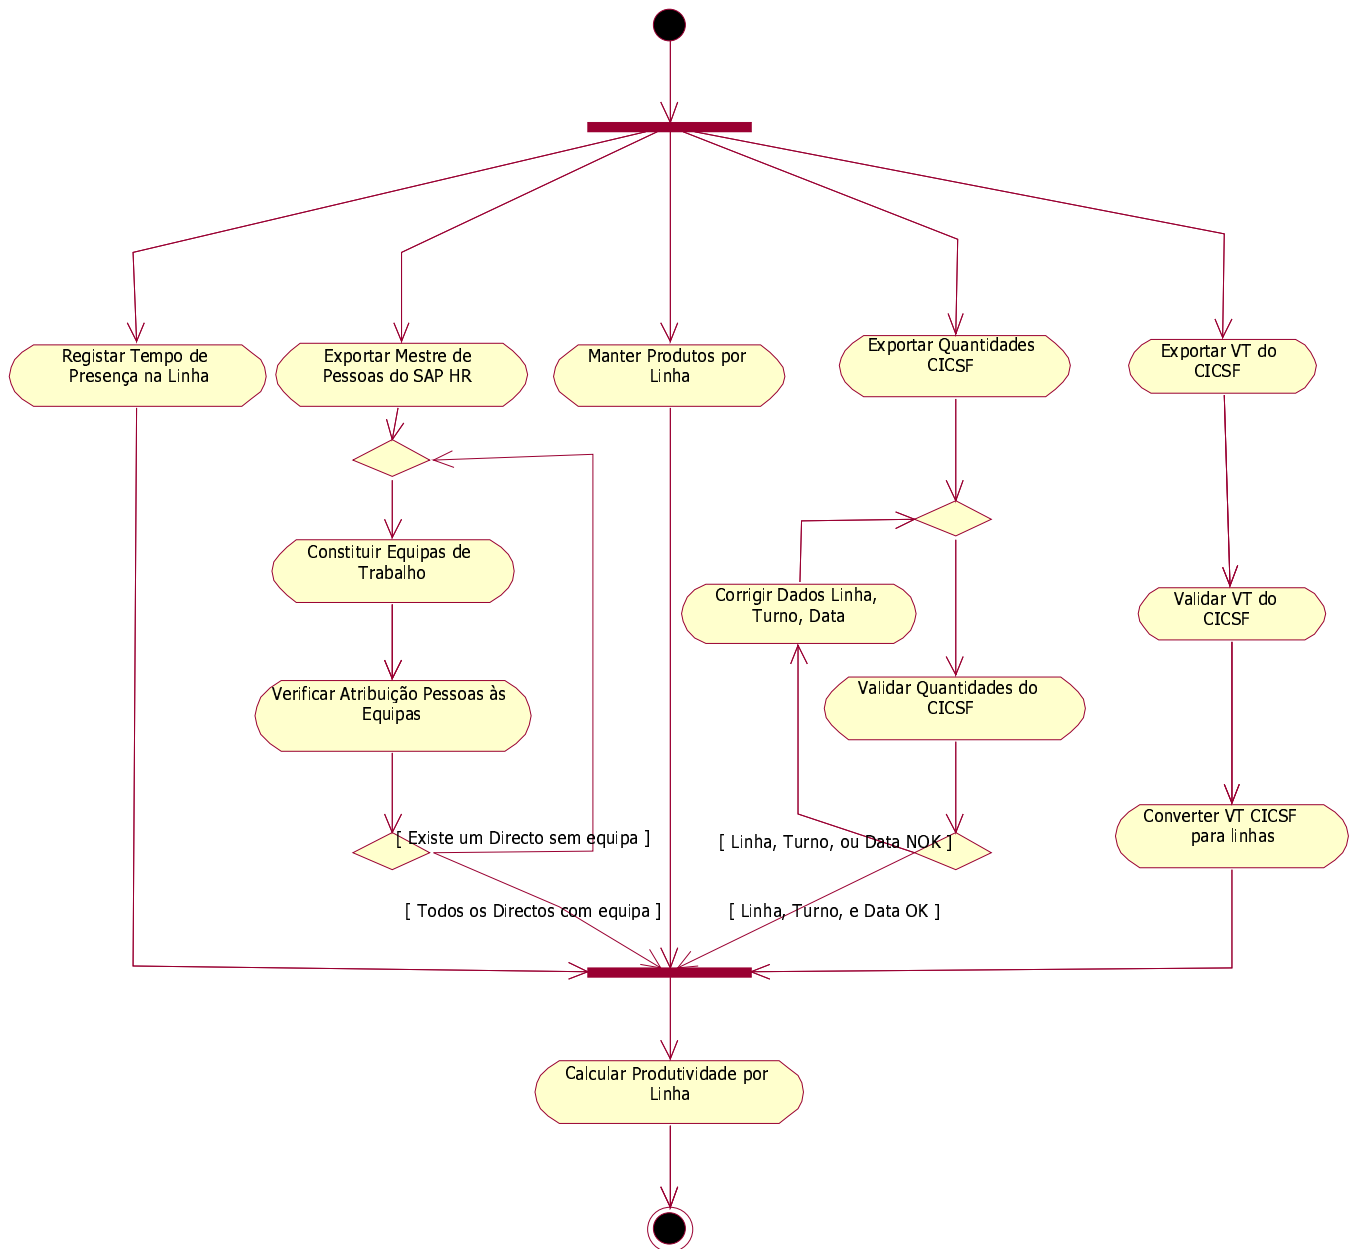 Registar Tempo de
Presença na Linha
Exportar Mestre de
Pessoas do SAP HR
Manter Produtos por
Linha
Exportar Quantidades
CICSF
Exportar VT do
CICSF
Constituir Equipas de
Trabalho
Corrigir Dados Linha,
Turno, Data
Validar VT do
CICSF
Verificar Atribuição Pessoas às
Equipas
Validar Quantidades do
CICSF
Converter VT CICSF
para linhas
[ Existe um Directo sem equipa ]
[ Linha, Turno, ou Data NOK ]
[ Todos os Directos com equipa ]
[ Linha, Turno, e Data OK ]
Calcular Produtividade por
Linha